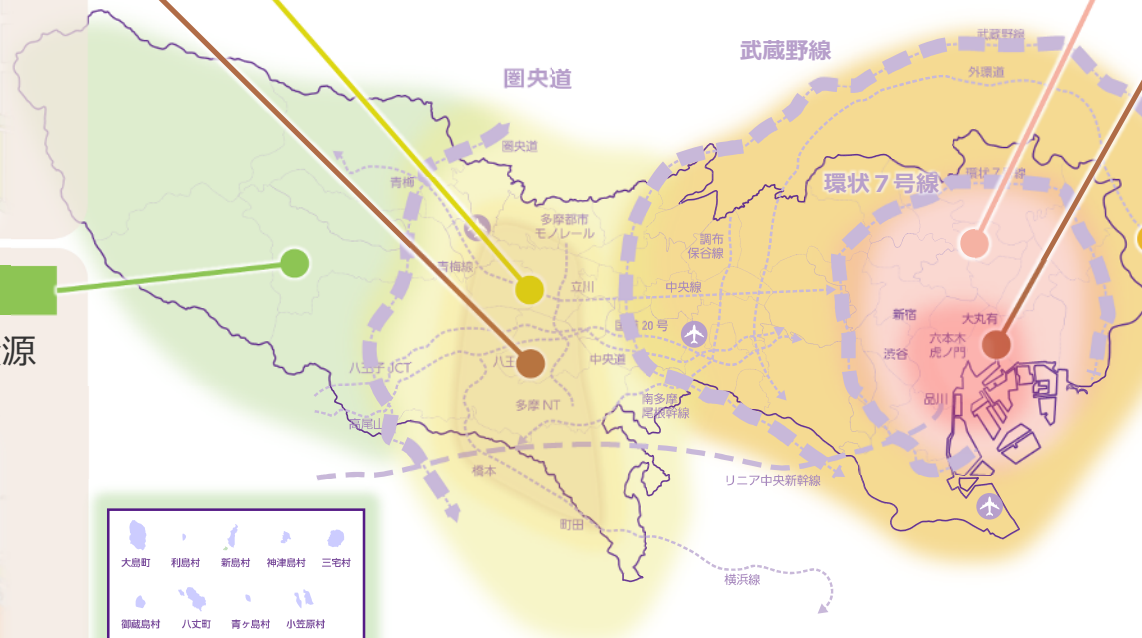 武蔵野線
武蔵野線
圏央道
外環道
圏央道
環状７号線
青梅
環状７号線
多摩都市
モノレール
調布
保谷線
青梅線
立川
中央線
新宿
大丸有
国道20号
六本木
虎ノ門
渋谷
八王子JCT
八王
中央道
源
品川
南多摩
尾根幹線
多摩NT
高尾山
橋本
リニア中央新幹線
町田
横浜線
大島町
利島村
新島村
神津島村
三宅村
御蔵島村
八丈町
青ヶ島村
小笠原村